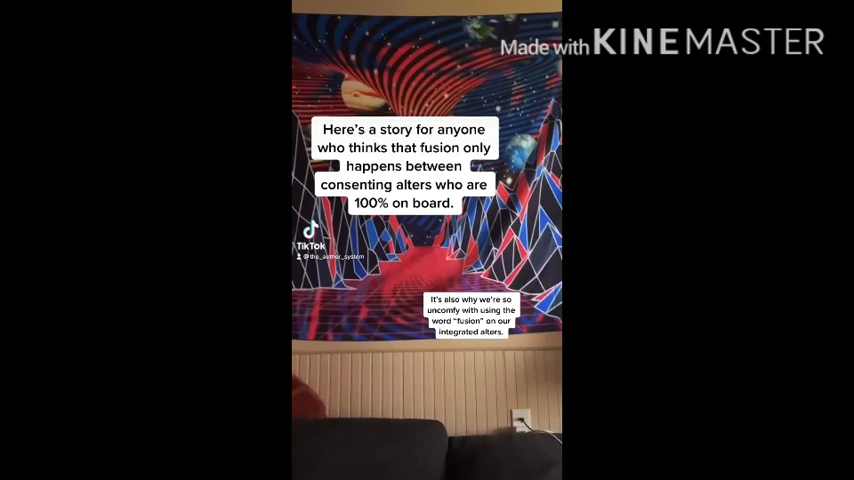 Made with KINEMASTER
Here's a story for anyone
who thinks that fusion only
happens between
consenting alters who are
100% on board.
TikTok
@the_aether_system
It's also why we're so
uncomfy with using the
word "fusion" on our
integrated alters.